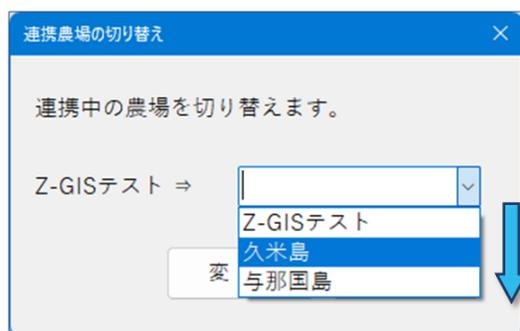 連携農場の切り替え
連携中の農場を切り替えます。
Z-GISテスト ⇒
Z-GISテスト
久米島
変
与那国島